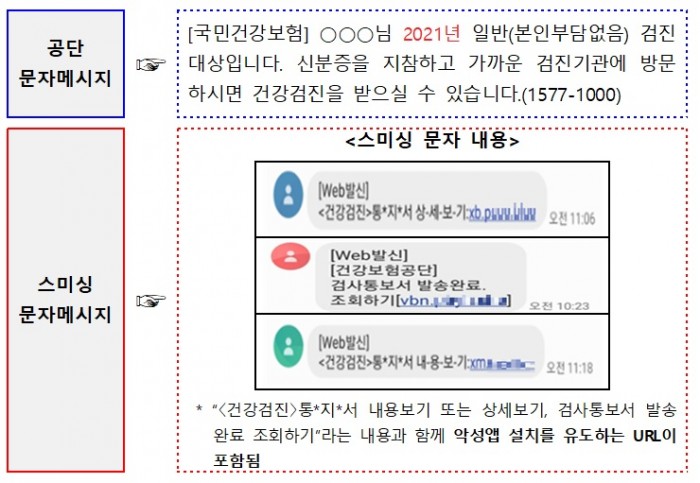 공단
문자메시지
☞
[국민건강보험] ○○○님 2021년 일반(본인부담없음) 검진
대상입니다. 신분증을 지참하고 가까운 검진기관에 방문
하시면 건강검진을 받으실 수 있습니다.(1577-1000)
스미싱
문자메시지
☞
<스미싱 문자 내용>
[Web발신]
<건강검진>통*지*서 상-세-보-기:
오전 11:06
[Web발신]
[건강보험공단]
검사통보서 발송완료.
조회하기[vbn.
오전 10:23
[Web발신]
<건강검진>통*지*서 내-용-보-기:
오전 11:18
* “〈건강검진〉통*지*서 내용보기 또는 상세보기, 검사통보서 발송
완료 조회하기”라는 내용과 함께 악성앱 설치를 유도하는 URL이
포함됨